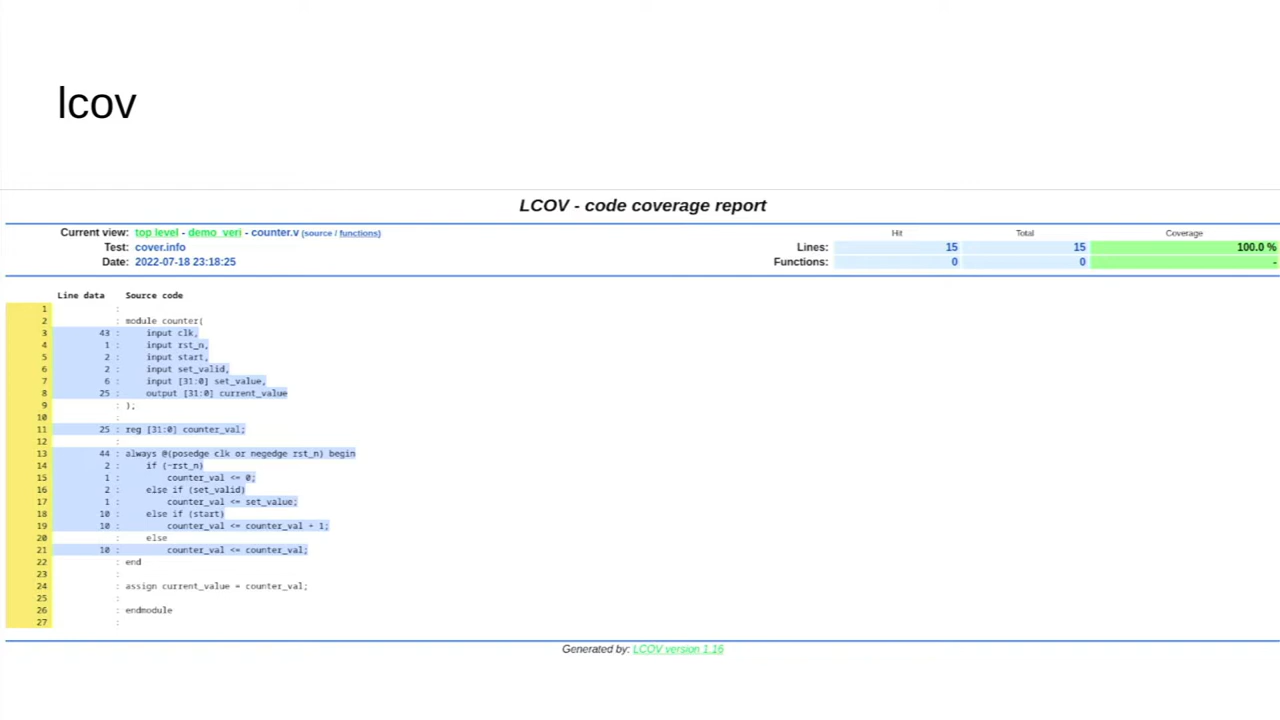 lcov
LCOV - code coverage report
Current view: top level - demo_veri - counter.v (source / functions) Hit Total Coverage
Test: cover.info Lines: 15 15 100.0 %
Date: 2022-07-18 23:18:25 Functions: 0 0 -
Line data Source code
1 :
2 : module counter(
3 43 : input clk,
4 1 : input rst_n,
5 2 : input start,
6 2 : input set_valid,
7 6 : input [31:0] set_value,
8 25 : output [31:0] current_value
9 : );
10 :
11 25 : reg [31:0] counter_val;
12 :
13 44 : always @(posedge clk or negedge rst_n) begin
14 2 : if (~rst_n)
15 1 : counter_val <= 0;
16 2 : else if (set_valid)
17 1 : counter_val <= set_value;
18 10 : else if (start)
19 10 : counter_val <= counter_val + 1;
20 : else
21 10 : counter_val <= counter_val;
22 : end
23 :
24 : assign current_value = counter_val;
25 :
26 : endmodule
27 :
Generated by: LCOV version 1.16